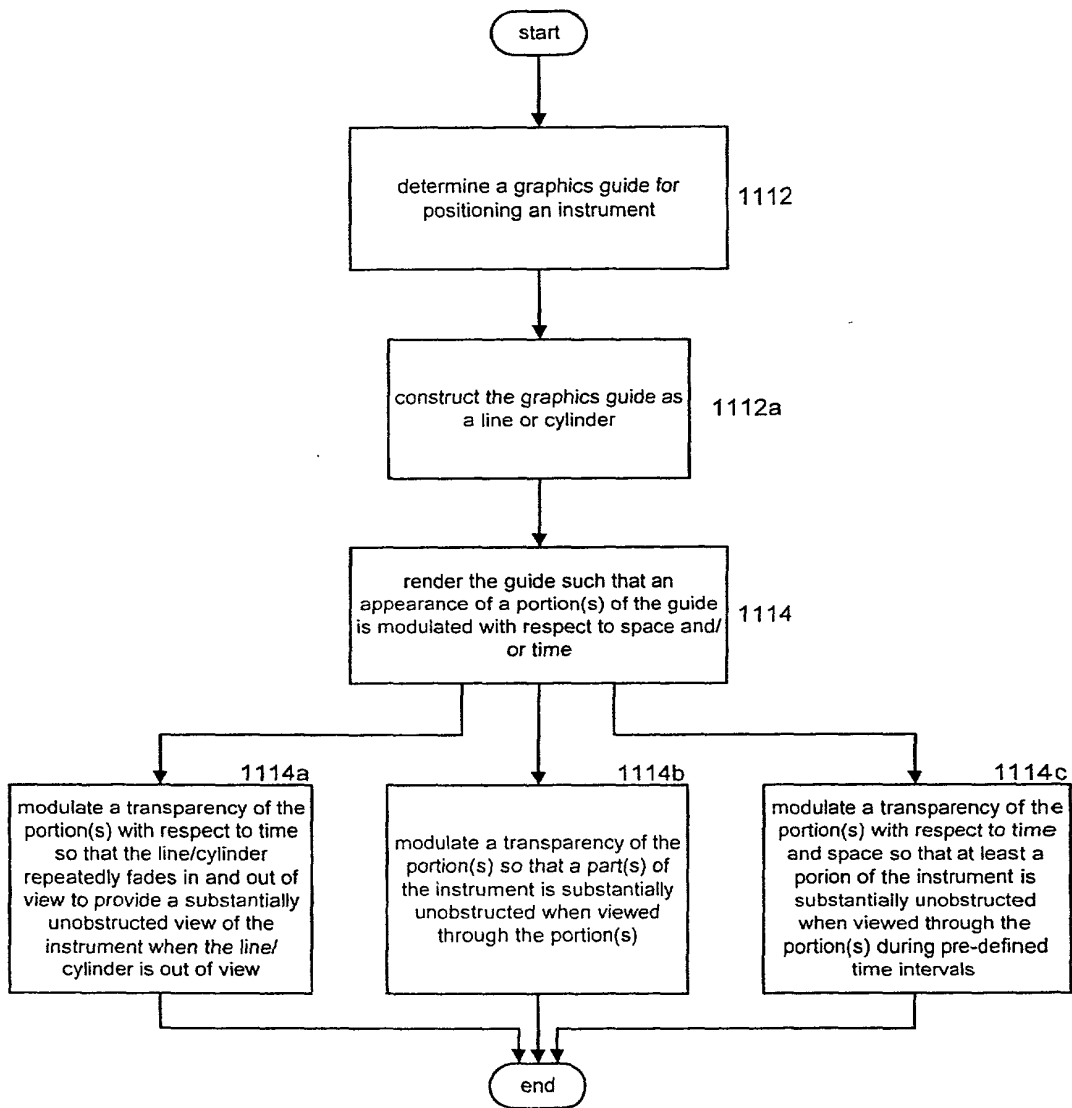 start
determine a graphics guide for
positioning an instrument
1112
construct the graphics guide as
a line or cylinder
1112a
render the guide such that an
appearance of a portion(s) of the guide
is modulated with respect to space and/
or time
1114
1114a
modulate a transparency of the
portion(s) with respect to time
so that the line/cylinder
repeatedly fades in and out of
view to provide a substantially
unobstructed view of the
instrument when the line/
cylinder is out of view
1114b
modulate a transparency of the
portion(s) so that a part(s) of
the instrument is substantially
unobstructed when viewed
through the portion(s)
1114c
modulate a transparency of the
portion(s) with respect to time
and space so that at least a
porion of the instrument is
substantially unobstructed
when viewed through the
portion(s) during pre-defined
time intervals
end